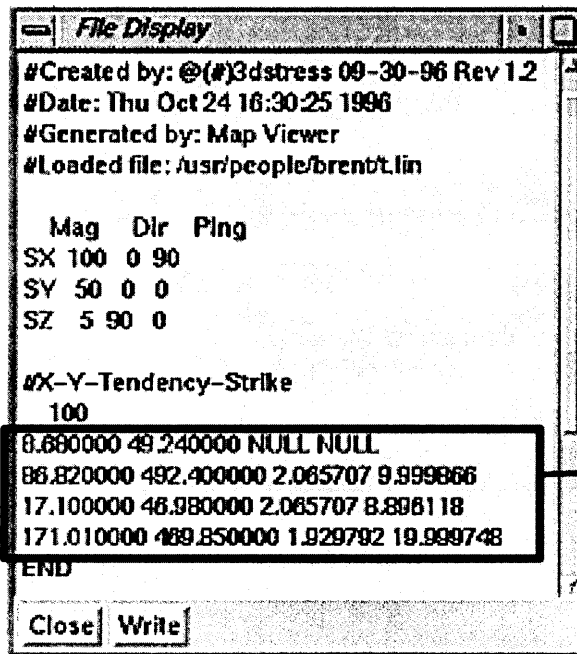 File Display
#Created by: @(#)3dstress 09-30-96 Rev 1.2
#Date: Thu Oct 24 16:30:25 1996
#Generated by: Map Viewer
#Loaded file: /usr/people/brent/t.lin
Mag Dir Plng
SX 100 0 90
SY 50 0 0
SZ 5 90 0
#X-Y-Tendency-Strike
100
8.680000 49.240000 NULL NULL
86.820000 492.400000 2.065707 9.999866
17.100000 46.980000 2.065707 8.896118
171.010000 469.850000 1.929792 19.999748
END
Close Write